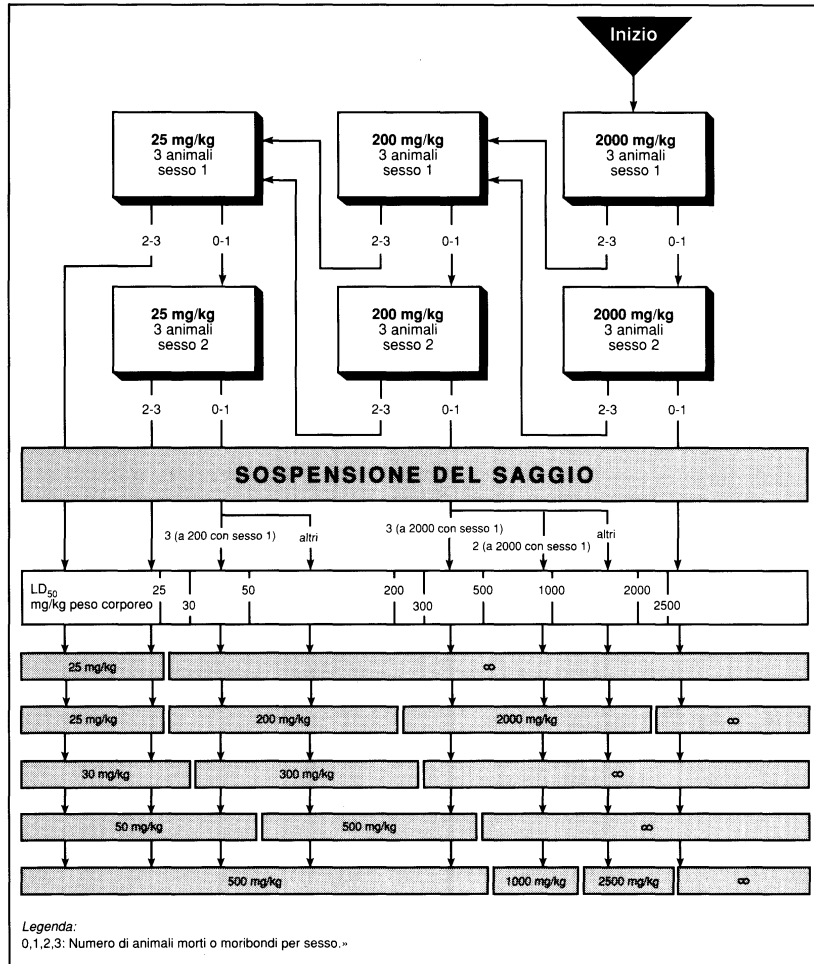 Inizio
25 mg/kg
3 animali
sesso 1
200 mg/kg
3 animali
sesso 1
2000 mg/kg
3 animali
sesso 1
2-3 0-1 2-3 0-1 2-3 0-1
25 mg/kg
3 animali
sesso 2
200 mg/kg
3 animali
sesso 2
2000 mg/kg
3 animali
sesso 2
2-3 0-1 2-3 0-1 2-3 0-1
SOSPENSIONE DEL SAGGIO
3 (a 200 con sesso 1) altri 3 (a 2000 con sesso 1) altri
2 (a 2000 con sesso 1)
LD50 25 50 200 500 1000 2000
mg/kg peso corporeo 30 300 2500
25 mg/kg ∞
25 mg/kg 200 mg/kg 2000 mg/kg ∞
30 mg/kg 300 mg/kg ∞
50 mg/kg 500 mg/kg ∞
500 mg/kg 1000 mg/kg 2500 mg/kg ∞
Legenda:
0,1,2,3: Numero di animali morti o moribondi per sesso.»